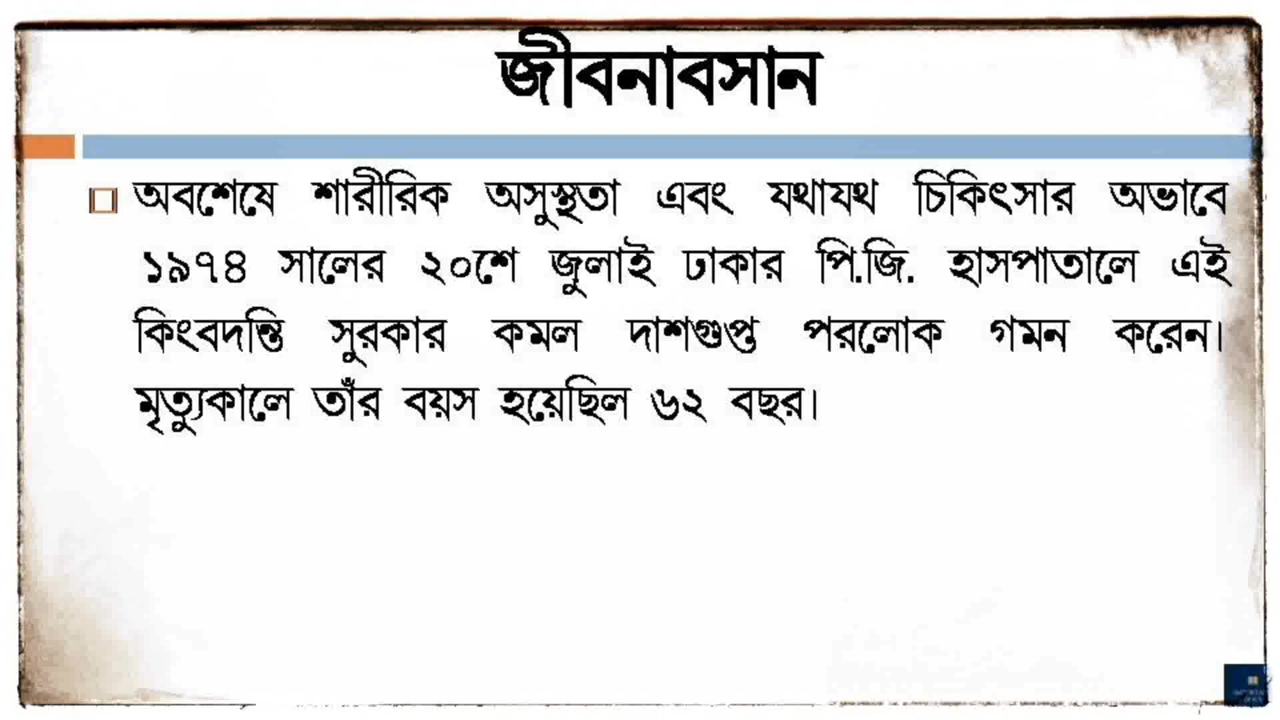 জীবনাবসান
অবশেষে শারীরিক অসুস্থতা এবং যথাযথ চিকিৎসার অভাবে
১৯৭৪ সালের ২০শে জুলাই ঢাকার পি.জি. হাসপাতালে এই
কিংবদন্তি সুরকার কমল দাশগুপ্ত পরলোক গমন করেন।
মৃত্যুকালে তাঁর বয়স হয়েছিল ৬২ বছর।